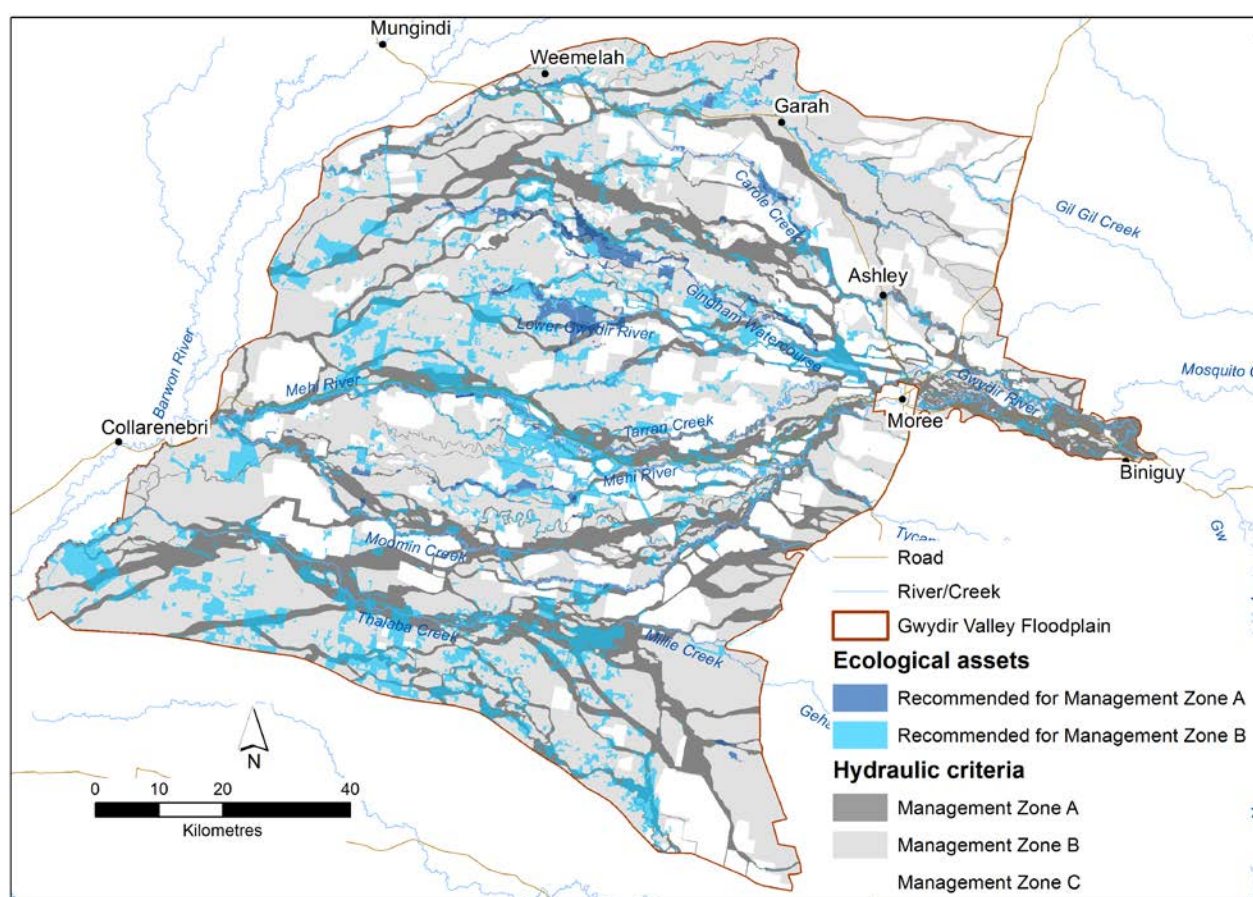 Mungindi
Weemelah
Garah
Carole Creek
Gil Gil Creek
Ashley
Gingham Watercourse
Lower Gwydir River
Barwon River
Mehi River
Gwydir River
Mosquito
Moree
Collarenebri
Tarran Creek
Biniguy
Mehi River
Moomin Creek
Thalaba Creek
Millie Creek
N
0 10 20 40
Kilometres
Road
River/Creek
Gwydir Valley Floodplain
Ecological assets
Recommended for Management Zone A
Recommended for Management Zone B
Hydraulic criteria
Management Zone A
Management Zone B
Management Zone C